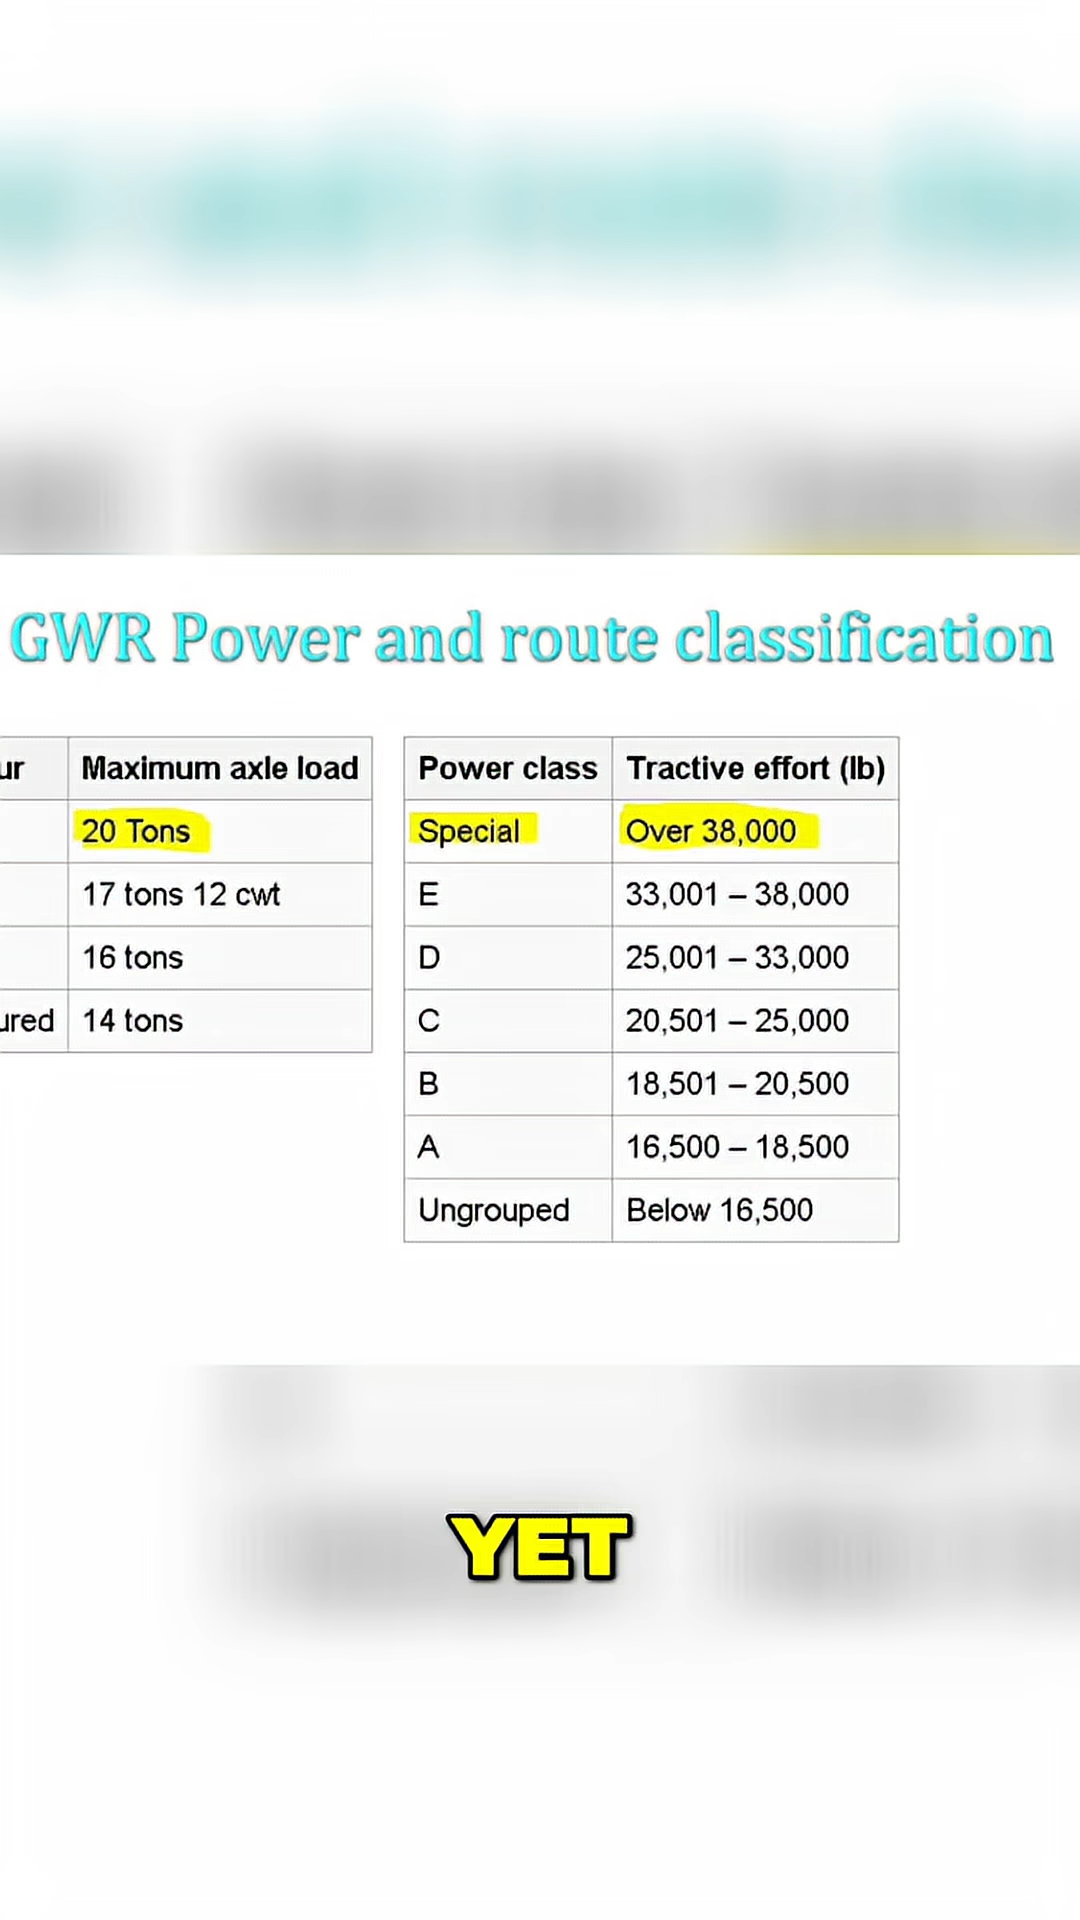 GWR Power and route classification
ur Maximum axle load
20 Tons
17 tons 12 cwt
16 tons
ured 14 tons
Power class Tractive effort (lb)
Special Over 38,000
E 33,001 – 38,000
D 25,001 – 33,000
C 20,501 – 25,000
B 18,501 – 20,500
A 16,500 – 18,500
Ungrouped Below 16,500
YET